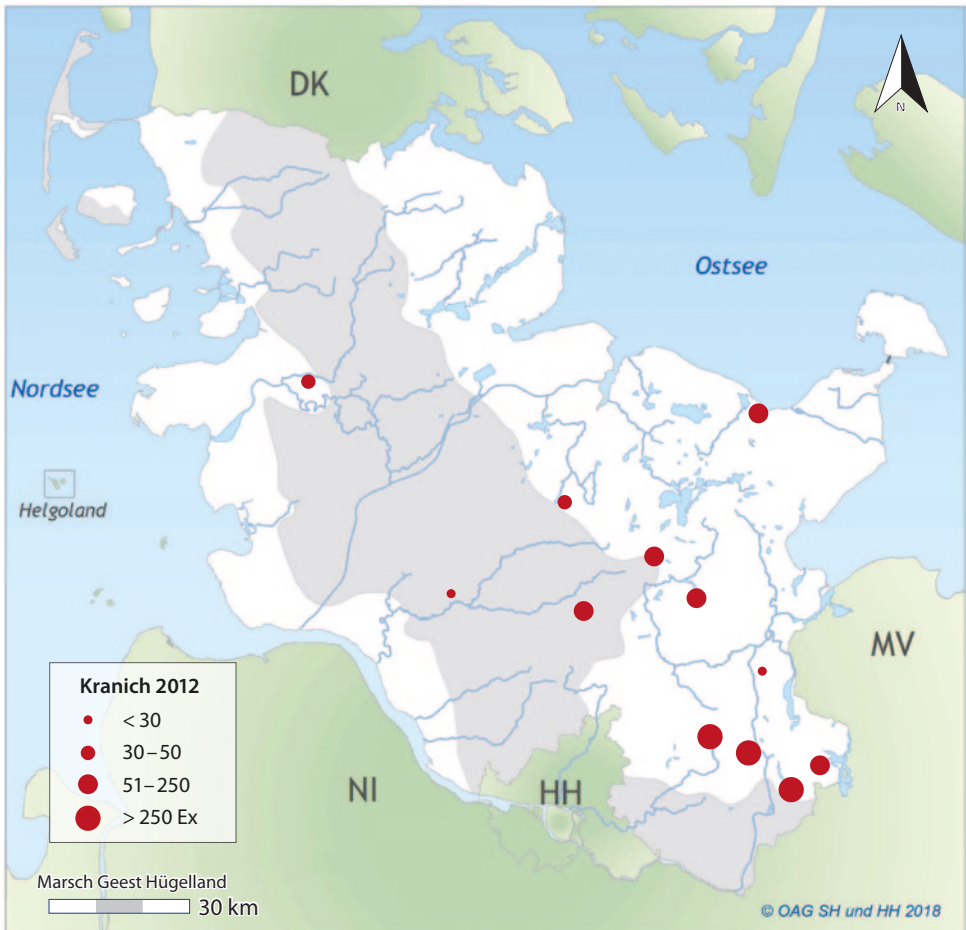 DK
N
Ostsee
Nordsee
Helgoland
MV
Kranich 2012
< 30
30–50
51–250
> 250 Ex
NI
HH
Marsch Geest Hügelland
30 km
© OAG SH und HH 2018